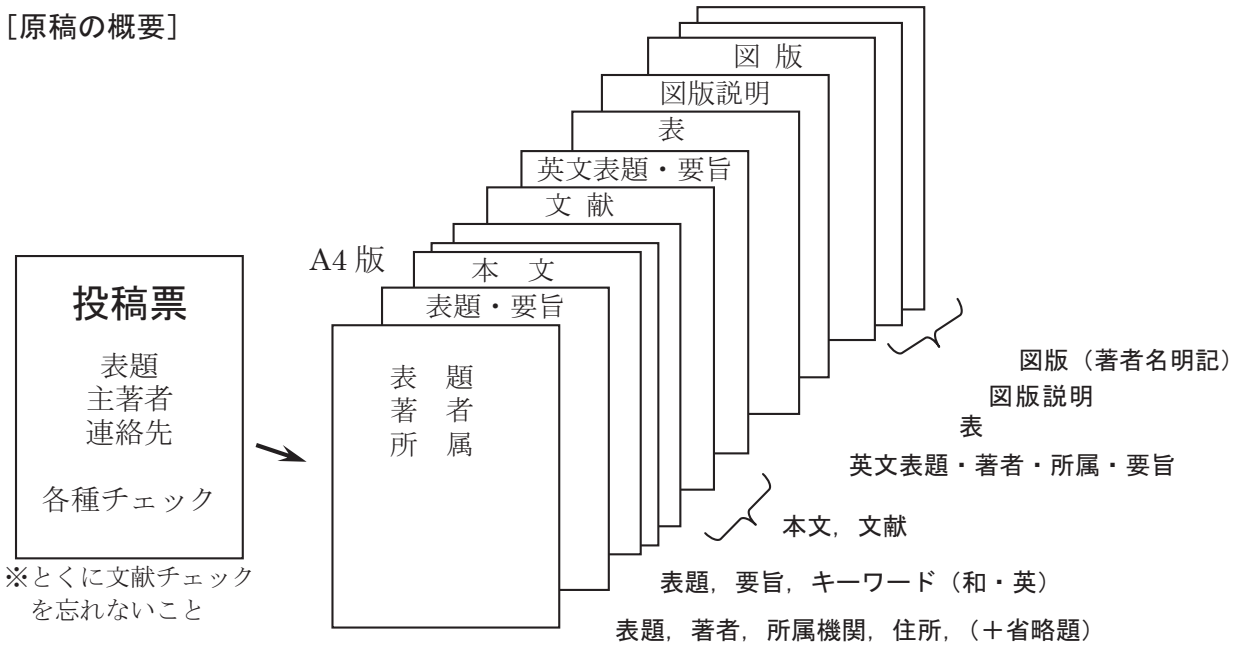 [原稿の概要]
投稿票
表題
主著者
連絡先
各種チェック
※とくに文献チェック
を忘れないこと
A4版
図 版
図版説明
表
英文表題・要旨
文 献
本　文
表題・要旨
表　題
著　者
所　属
図版（著者名明記）
図版説明
表
英文表題・著者・所属・要旨
本文，文献
表題，要旨，キーワード（和・英）
表題，著者，所属機関，住所，（＋省略題）